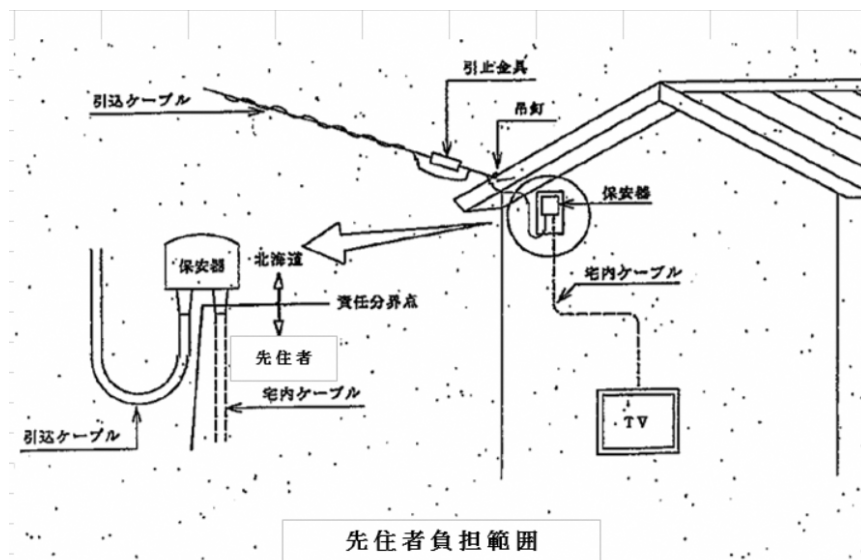 引止金具
引込ケーブル
吊釘
保安器
保安器
北海道
宅内ケーブル
責任分界点
先住者
宅内ケーブル
TV
引込ケーブル
先住者負担範囲